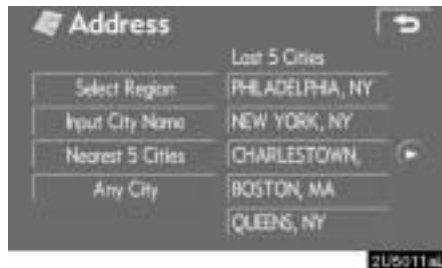 Address
Last 5 Cities
Select Region
PHILADELPHIA, NY
Input City Name
NEW YORK, NY
Nearest 5 Cities
CHARLESTOWN,
Any City
BOSTON, MA
QUEENS, NY
2U5011aL